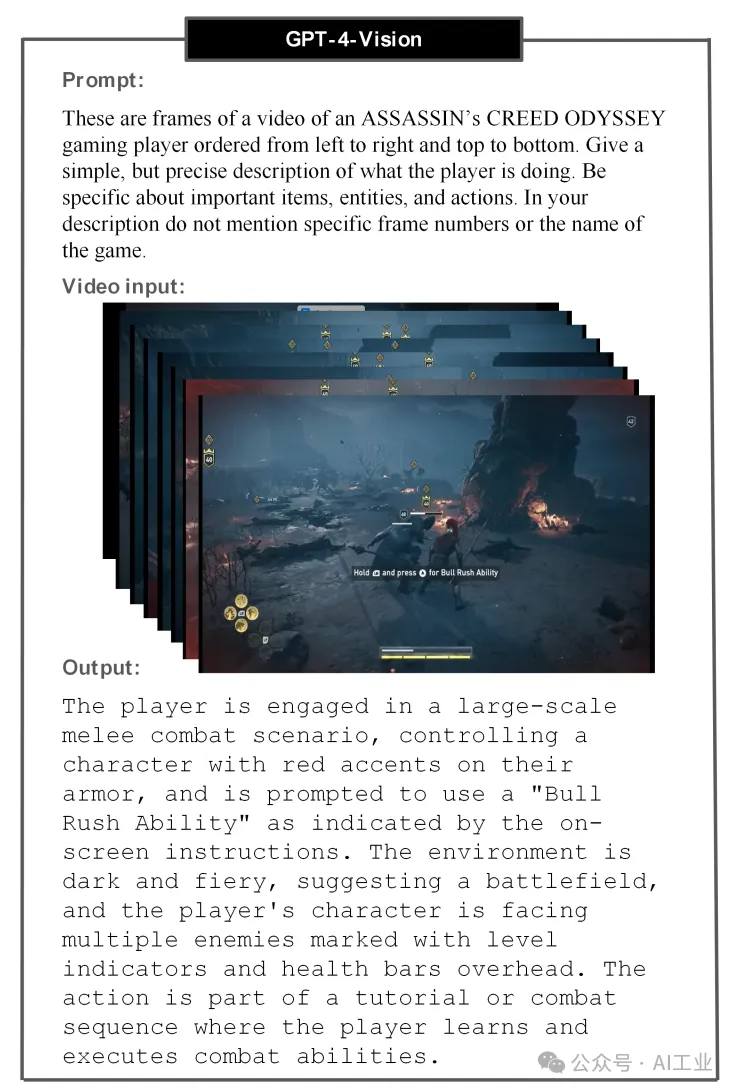 GPT-4-Vision
Prompt:
These are frames of a video of an ASSASSIN's CREED ODYSSEY
gaming player ordered from left to right and top to bottom. Give a
simple, but precise description of what the player is doing. Be
specific about important items, entities, and actions. In your
description do not mention specific frame numbers or the name of
the game.
Video input:
42
40
40
40
Hold and press A for Bull Rush Ability
Output:
The player is engaged in a large-scale
melee combat scenario, controlling a
character with red accents on their
armor, and is prompted to use a "Bull
Rush Ability" as indicated by the on-
screen instructions. The environment is
dark and fiery, suggesting a battlefield,
and the player's character is facing
multiple enemies marked with level
indicators and health bars overhead. The
action is part of a tutorial or combat
sequence where the player learns and
executes combat abilities.
公众号·AI工业